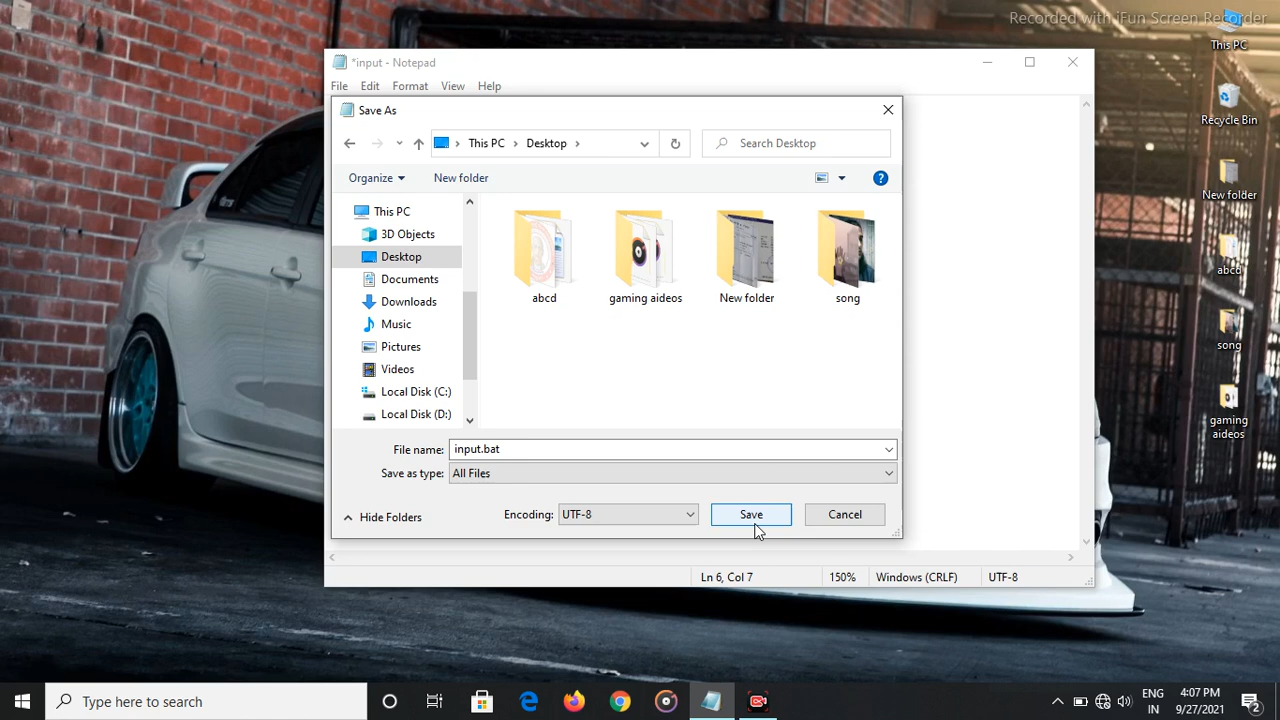 Recorded with iFun Screen Recorder
This PC
Recycle Bin
New folder
abcd
song
gaming
aideos
*input - Notepad
File Edit Format View Help
Save As
This PC Desktop
Search Desktop
Organize New folder
This PC
3D Objects
Desktop
Documents
Downloads
Music
Pictures
Videos
Local Disk (C:)
Local Disk (D:)
abcd gaming aideos New folder song
File name: input.bat
Save as type: All Files
Hide Folders Encoding: UTF-8 Save Cancel
Ln 6, Col 7 150% Windows (CRLF) UTF-8
Type here to search
ENG
IN
4:07 PM
9/27/2021
2